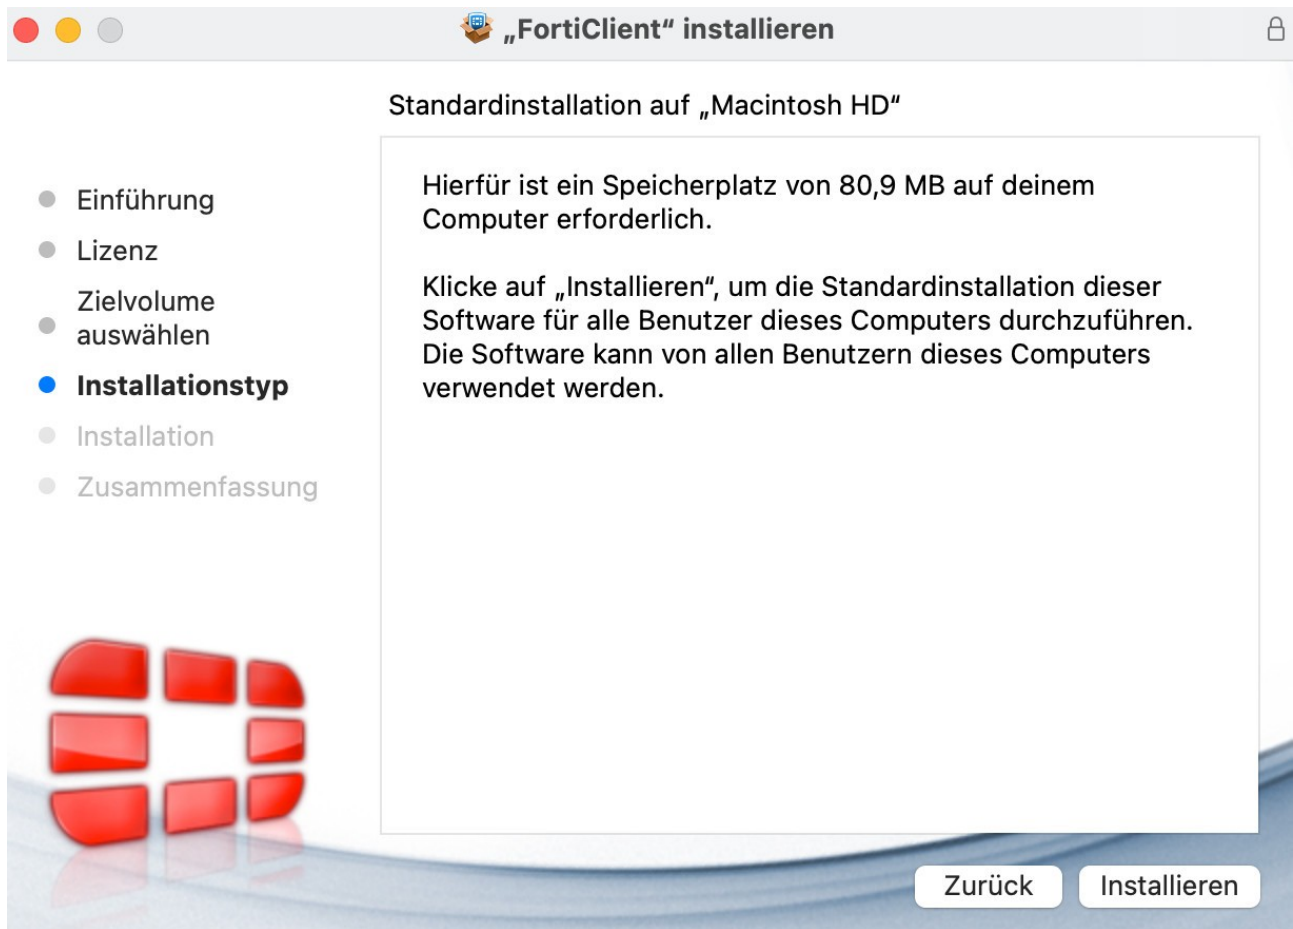 „FortiClient“ installieren
Standardinstallation auf „Macintosh HD“
Einführung
Lizenz
Zielvolume
auswählen
Installationstyp
Installation
Zusammenfassung
Hierfür ist ein Speicherplatz von 80,9 MB auf deinem
Computer erforderlich.
Klicke auf „Installieren“, um die Standardinstallation dieser
Software für alle Benutzer dieses Computers durchzuführen.
Die Software kann von allen Benutzern dieses Computers
verwendet werden.
Zurück
Installieren